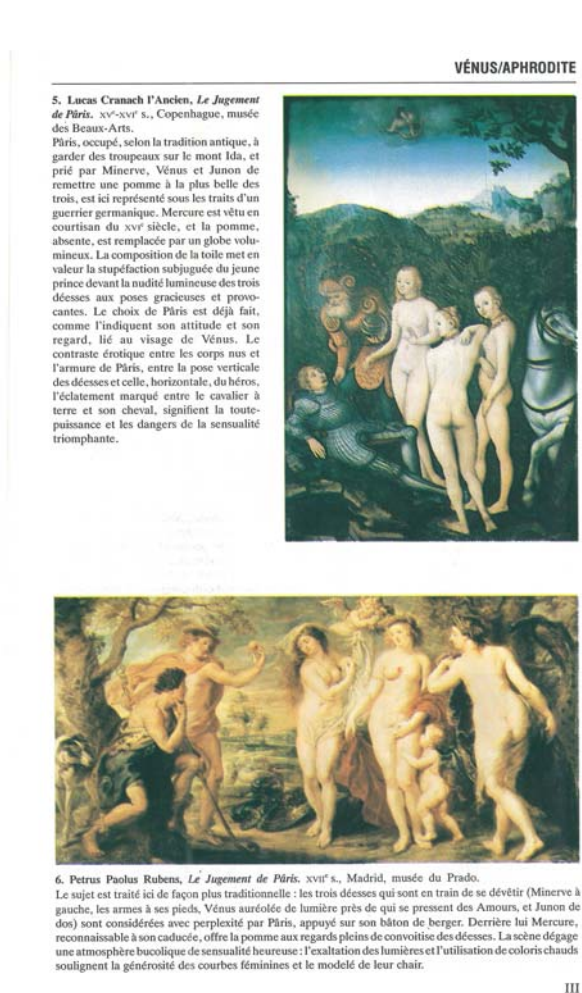 VÉNUS/APHRODITE
5. Lucas Cranach l'Ancien, Le Jugement
de Pâris. XVe-XVIe s., Copenhague, musée
des Beaux-Arts.
Pâris, occupé, selon la tradition antique, à
garder des troupeaux sur le mont Ida, et
prié par Minerve, Vénus et Junon de
remettre une pomme à la plus belle des
trois, est ici représenté sous les traits d'un
guerrier germanique. Mercure est vêtu en
courtisan du XVIe siècle, et la pomme,
absente, est remplacée par un globe volu-
mineux. La composition de la toile met en
valeur la stupéfaction subjuguée du jeune
prince devant la nudité lumineuse des trois
déesses aux poses gracieuses et provo-
cantes. Le choix de Pâris est déjà fait,
comme l'indiquent son attitude et son
regard, lié au visage de Vénus. Le
contraste érotique entre les corps nus et
l'armure de Pâris, entre la pose verticale
des déesses et celle, horizontale, du héros,
l'éclatement marqué entre le cavalier à
terre et son cheval, signifient la toute-
puissance et les dangers de la sensualité
triomphante.
6. Petrus Paolus Rubens, Le Jugement de Pâris. XVIIe s., Madrid, musée du Prado.
Le sujet est traité ici de façon plus traditionnelle : les trois déesses qui sont en train de se dévêtir (Minerve à
gauche, les armes à ses pieds, Vénus auréolée de lumière près de qui se pressent des Amours, et Junon de
dos) sont considérées avec perplexité par Pâris, appuyé sur son bâton de berger. Derrière lui Mercure,
reconnaissable à son caducée, offre la pomme aux regards pleins de convoitise des déesses. La scène dégage
une atmosphère bucolique de sensualité heureuse : l'exaltation des lumières et l'utilisation de coloris chauds
soulignent la générosité des courbes féminines et le modelé de leur chair.
III